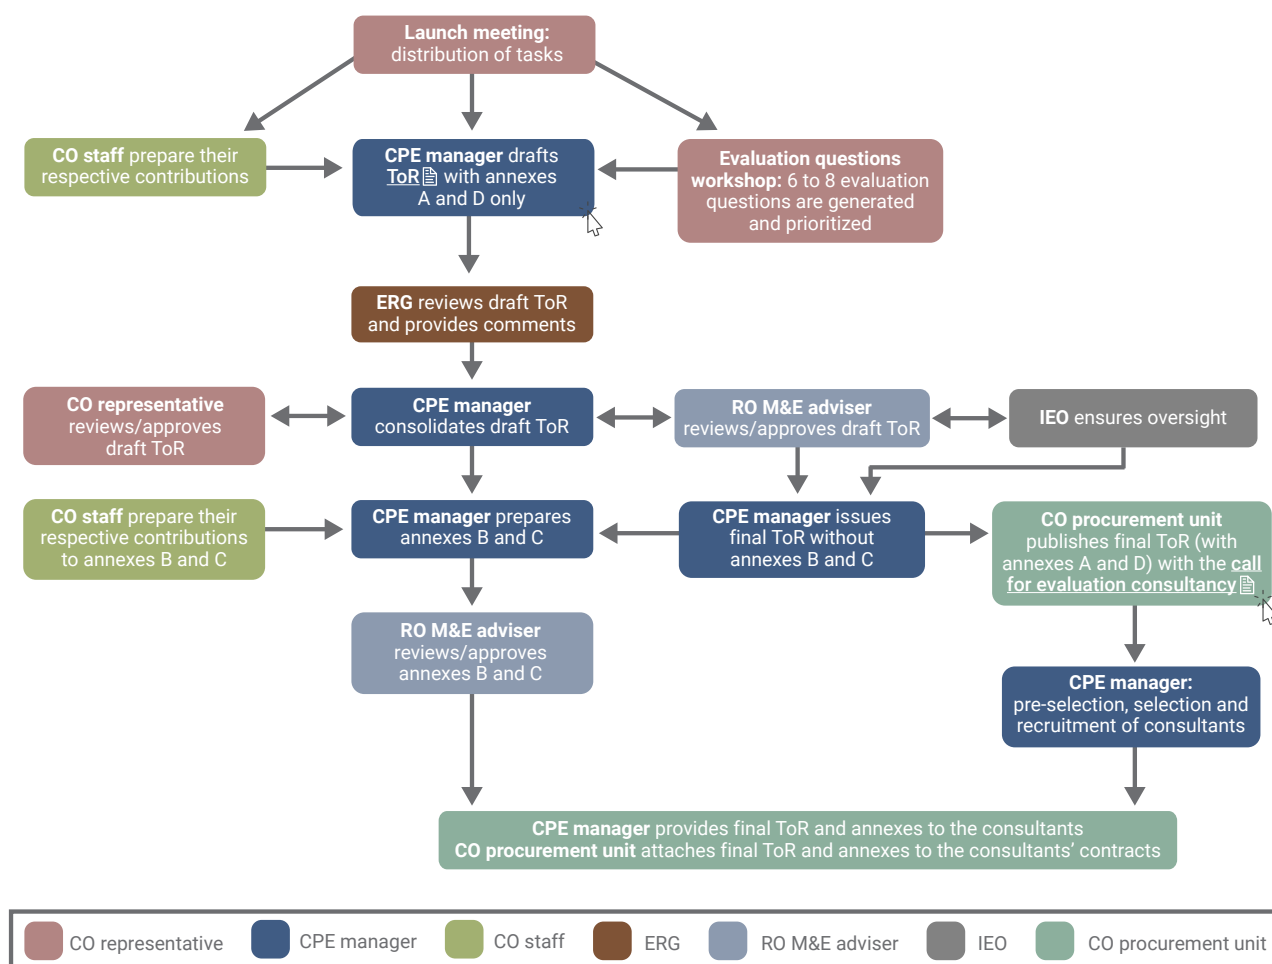 Launch meeting:
distribution of tasks
CO staff prepare their
respective contributions
CPE manager drafts
ToR with annexes
A and D only
Evaluation questions
workshop: 6 to 8 evaluation
questions are generated
and prioritized
ERG reviews draft ToR
and provides comments
CO representative
reviews/approves
draft ToR
CPE manager
consolidates draft ToR
RO M&E adviser
reviews/approves draft ToR
IEO ensures oversight
CO staff prepare their
respective contributions
to annexes B and C
CPE manager prepares
annexes B and C
CPE manager issues
final ToR without
annexes B and C
CO procurement unit
publishes final ToR (with
annexes A and D) with the call
for evaluation consultancy
RO M&E adviser
reviews/approves
annexes B and C
CPE manager:
pre-selection, selection and
recruitment of consultants
CPE manager provides final ToR and annexes to the consultants
CO procurement unit attaches final ToR and annexes to the consultants’ contracts
CO representative
CPE manager
CO staff
ERG
RO M&E adviser
IEO
CO procurement unit